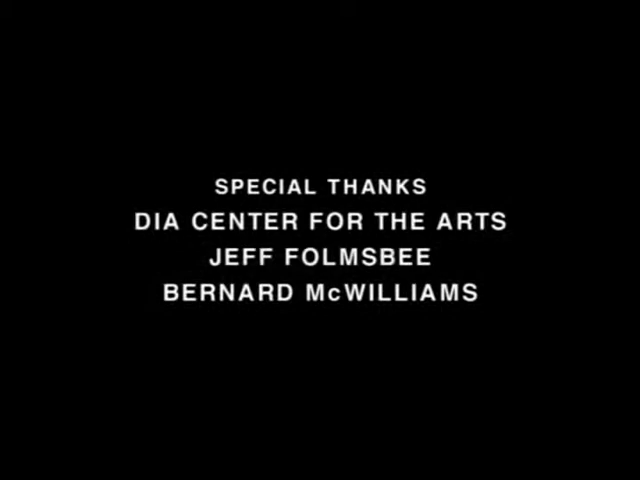 SPECIAL THANKS
DIA CENTER FOR THE ARTS
JEFF FOLMSBEE
BERNARD McWILLIAMS